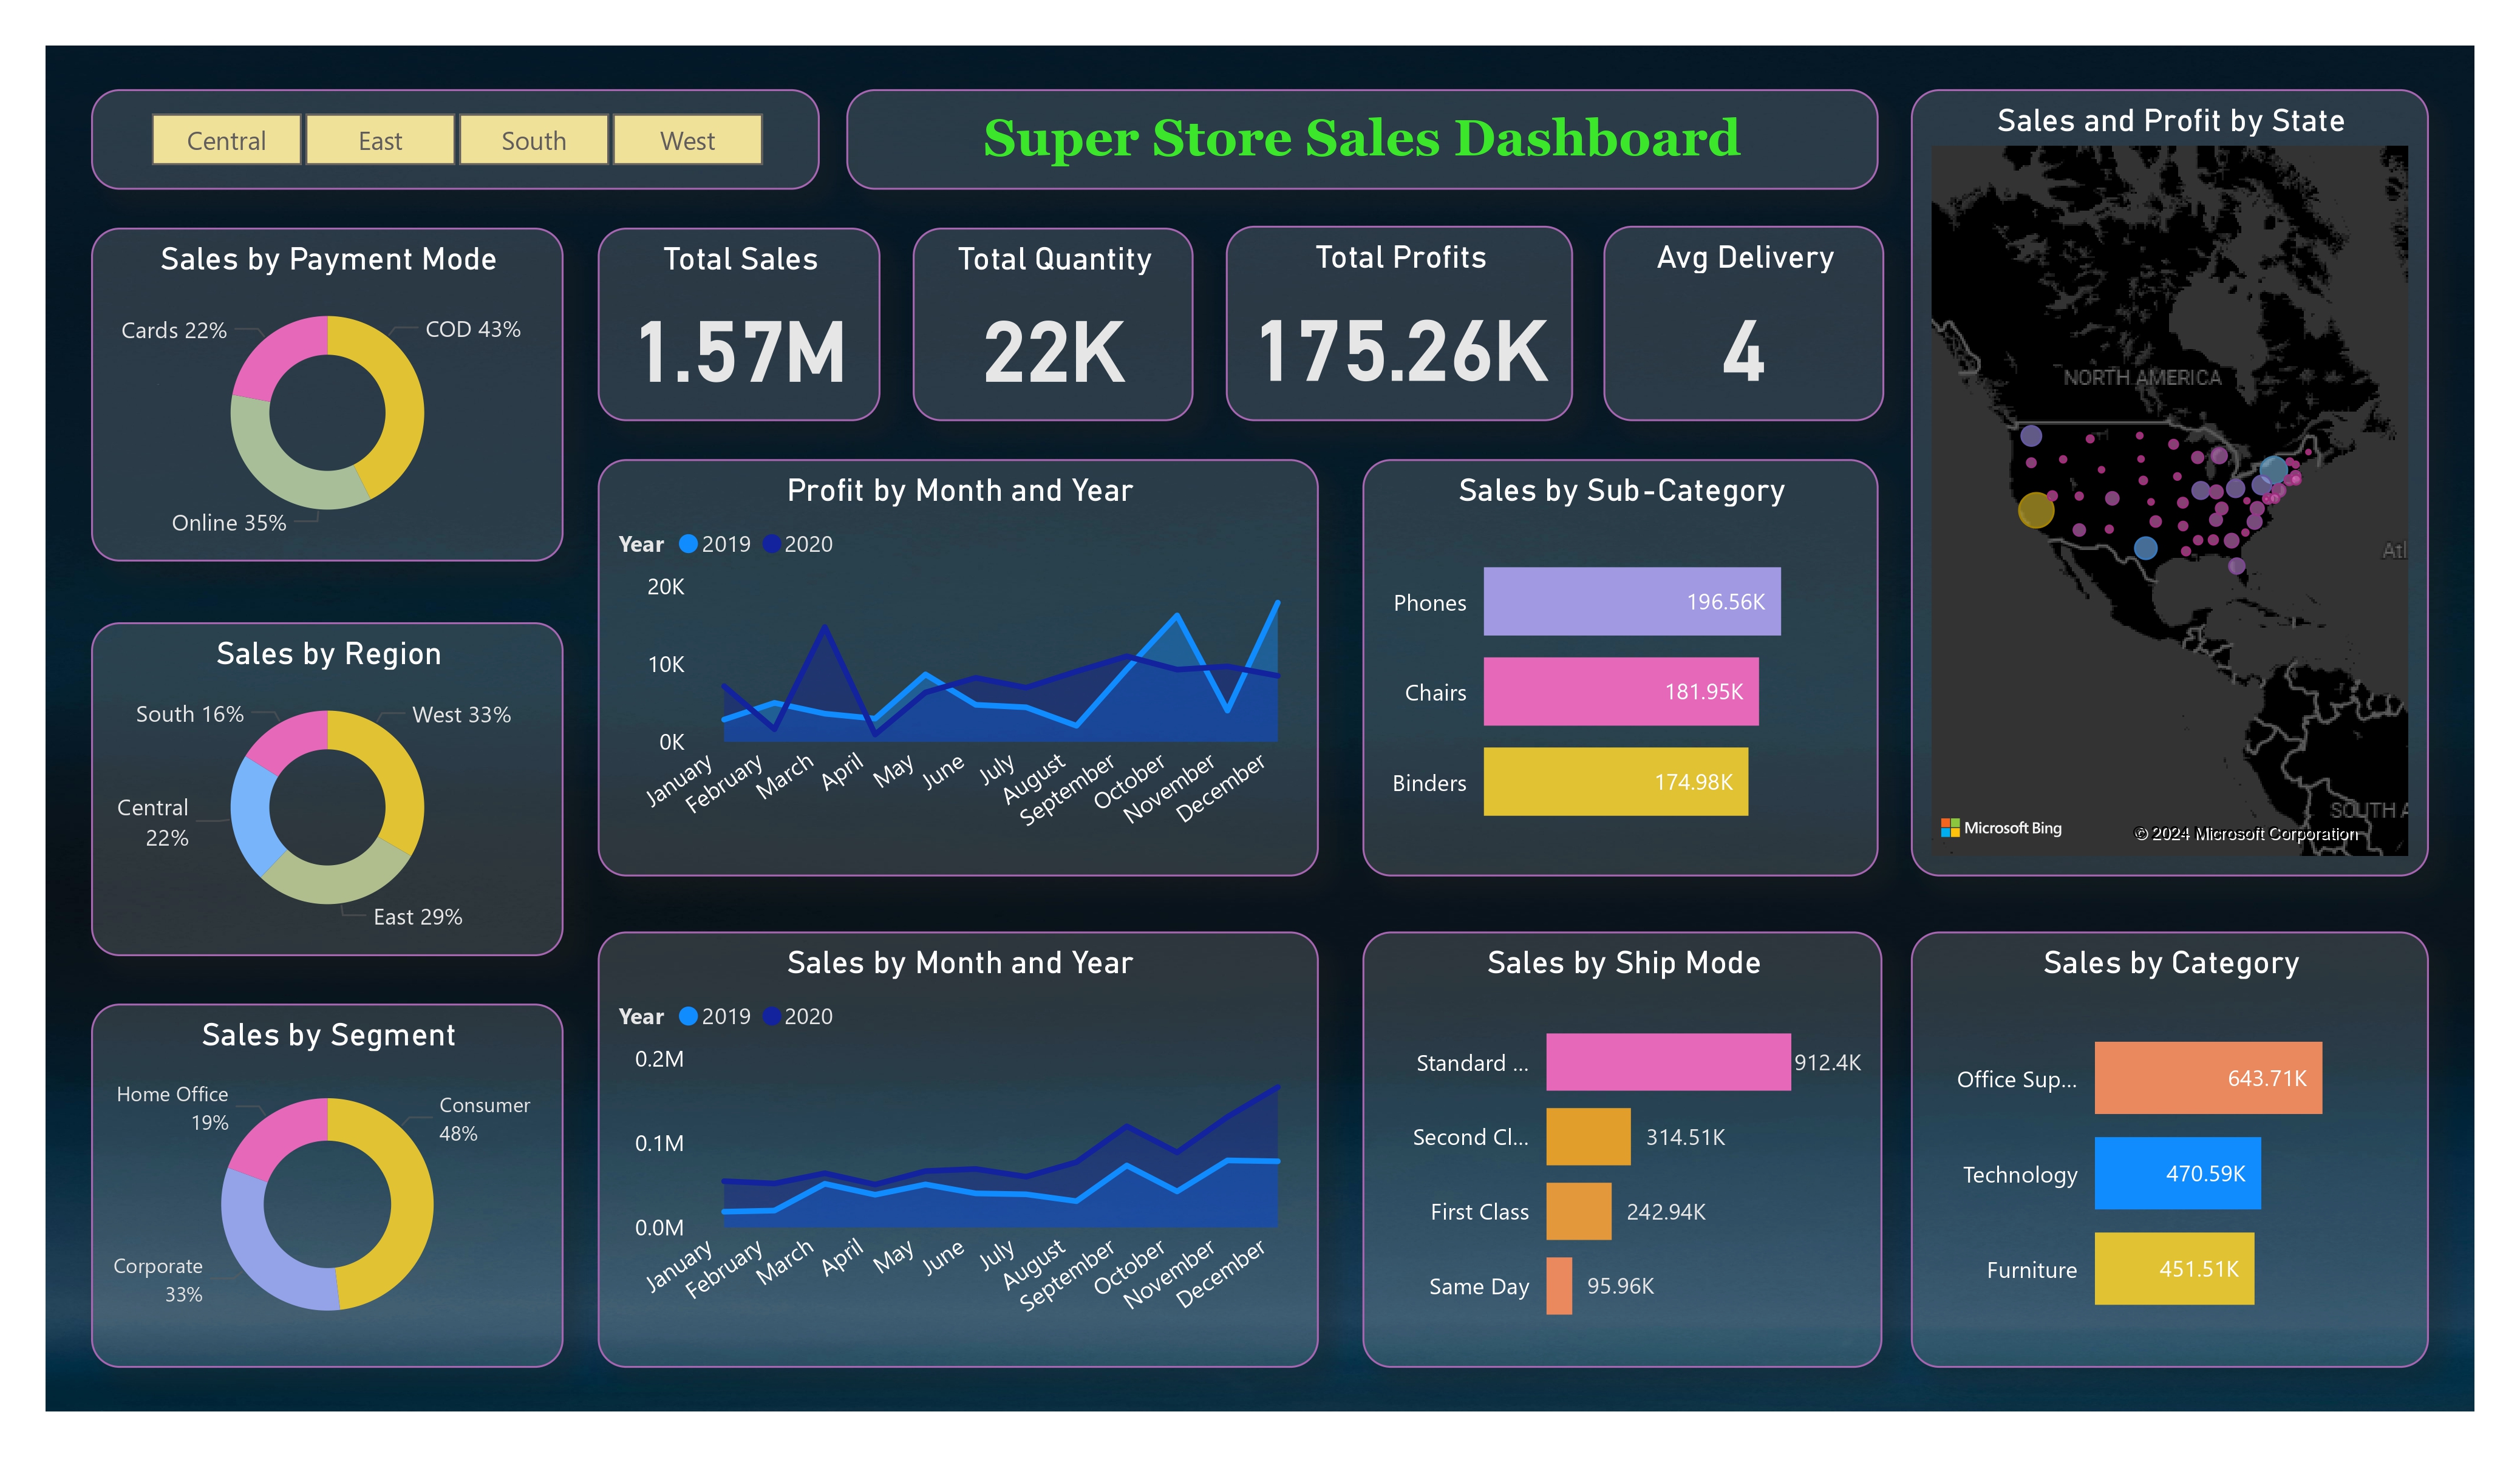 Central
East
South
West
Super Store Sales Dashboard
Sales and Profit by State
NORTH AMERICA
Atl
SOUTH A
Microsoft Bing
© 2024 Microsoft Corporation
Sales by Payment Mode
Cards 22%
COD 43%
Online 35%
Total Sales
1.57M
Total Quantity
22K
Total Profits
175.26K
Avg Delivery
4
Profit by Month and Year
Year 2019 2020
20K
10K
0K
January
February
March
April
May
June
July
August
September
October
November
December
Sales by Sub-Category
Phones 196.56K
Chairs 181.95K
Binders 174.98K
Sales by Region
South 16%
West 33%
Central
22%
East 29%
Sales by Segment
Home Office
19%
Consumer
48%
Corporate
33%
Sales by Month and Year
Year 2019 2020
0.2M
0.1M
0.0M
January
February
March
April
May
June
July
August
September
October
November
December
Sales by Ship Mode
Standard ... 912.4K
Second Cl... 314.51K
First Class 242.94K
Same Day 95.96K
Sales by Category
Office Sup... 643.71K
Technology 470.59K
Furniture 451.51K